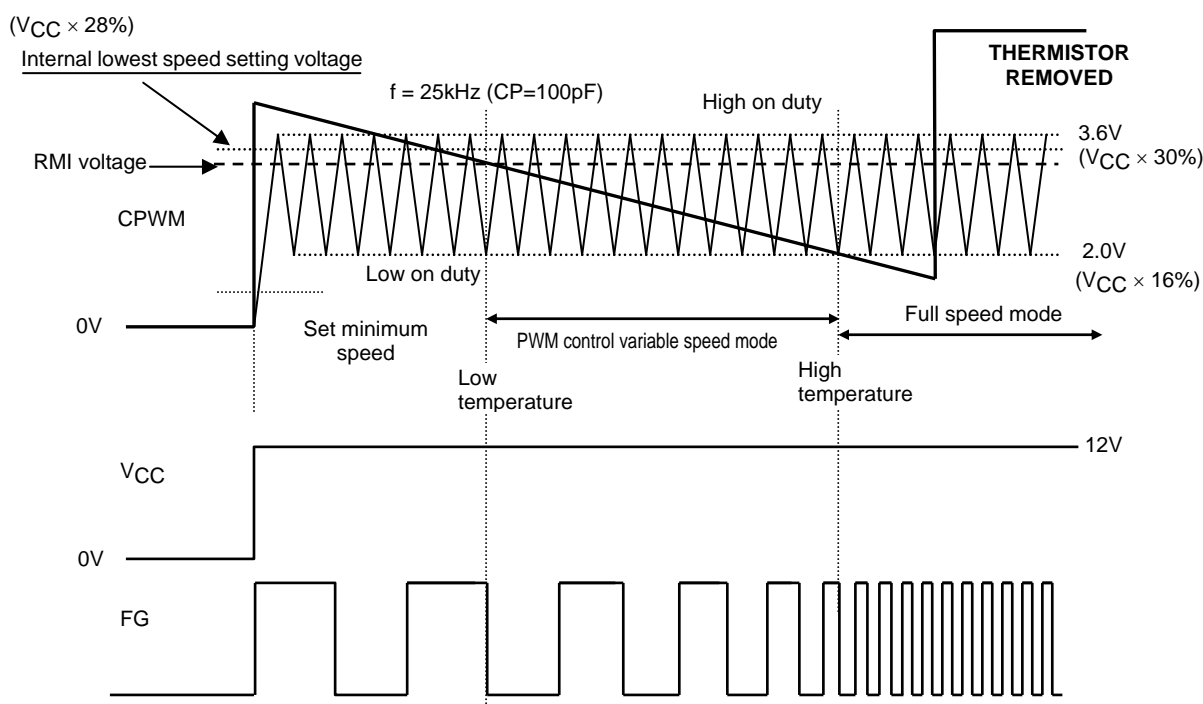 (VCC × 28%)
Internal lowest speed setting voltage
THERMISTOR
REMOVED
f = 25kHz (CP=100pF)
High on duty
3.6V
(VCC × 30%)
RMI voltage
CPWM
Low on duty
2.0V
(VCC × 16%)
0V
Set minimum
speed
PWM control variable speed mode
Full speed mode
Low
temperature
High
temperature
VCC
12V
0V
FG